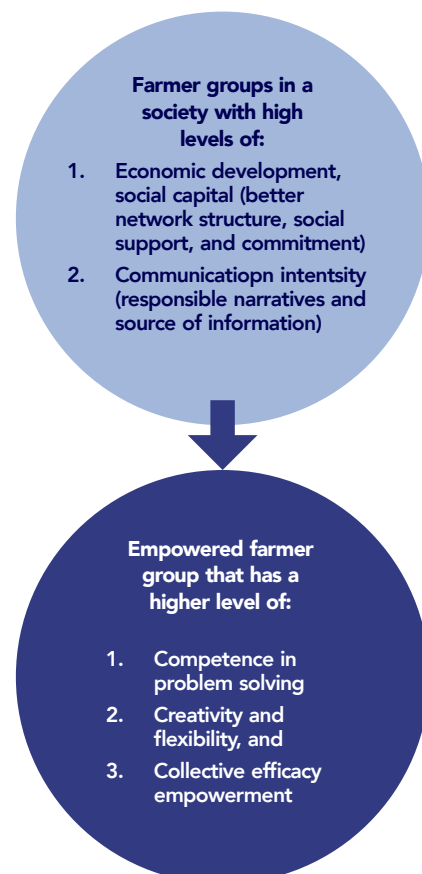 Farmer groups in a
society with high
levels of:
1. Economic development,
social capital (better
network structure, social
support, and commitment)
2. Communicatiopn intentsity
(responsible narratives and
source of information)
Empowered farmer
group that has a
higher level of:
1. Competence in
problem solving
2. Creativity and
flexibility, and
3. Collective efficacy
empowerment